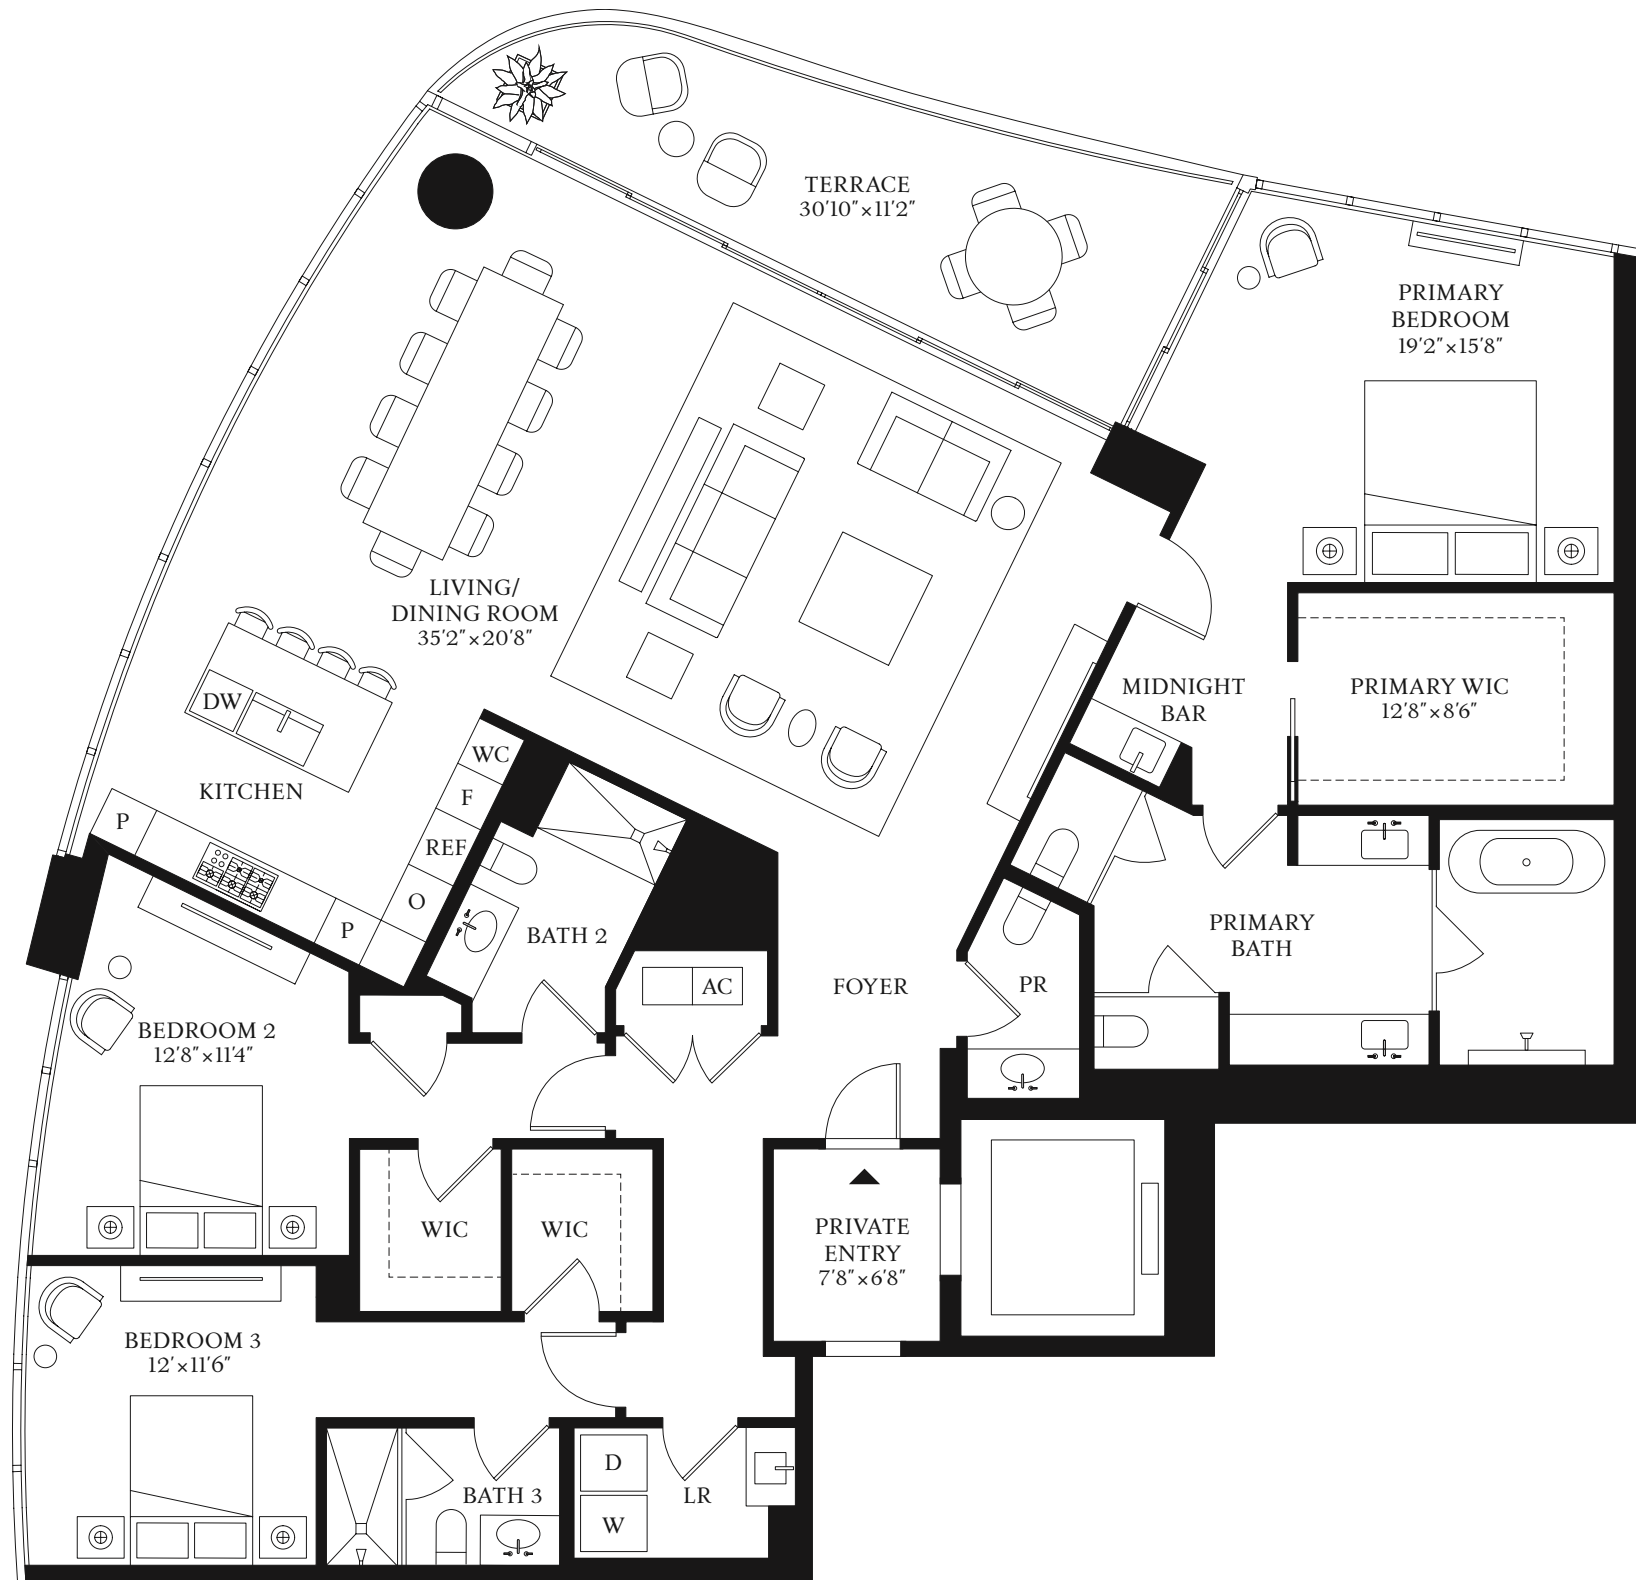 TERRACE
30'10"×11'2"
PRIMARY
BEDROOM
19'2"×15'8"
LIVING/
DINING ROOM
35'2"×20'8"
MIDNIGHT
BAR
PRIMARY WIC
12'8"×8'6"
DW
KITCHEN
WC
F
REF
O
P
P
BATH 2
AC
FOYER
PR
PRIMARY
BATH
BEDROOM 2
12'8"×11'4"
WIC
WIC
PRIVATE
ENTRY
7'8"×6'8"
BEDROOM 3
12'×11'6"
BATH 3
D
W
LR